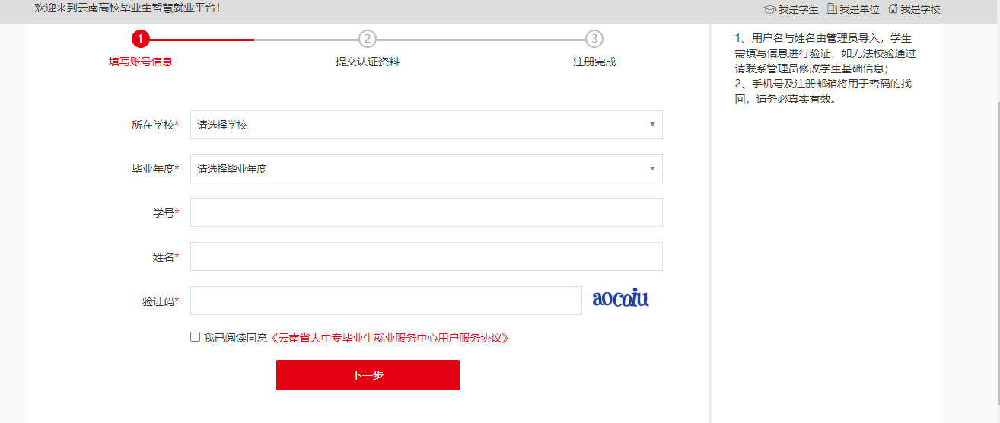 欢迎来到云南高校毕业生智慧就业平台！
我是学生 我是单位 我是学校
1 2 3
填写账号信息 提交认证资料 注册完成
所在学校* 请选择学校
毕业年度* 请选择毕业年度
学号*
姓名*
验证码* aocoiu
我已阅读同意《云南省大中专毕业生就业服务中心用户服务协议》
下一步
1、用户名与姓名由管理员导入，学生
需填写信息进行验证，如无法校验通过
请联系管理员修改学生基础信息；
2、手机号及注册邮箱将用于密码的找
回，请务必真实有效。